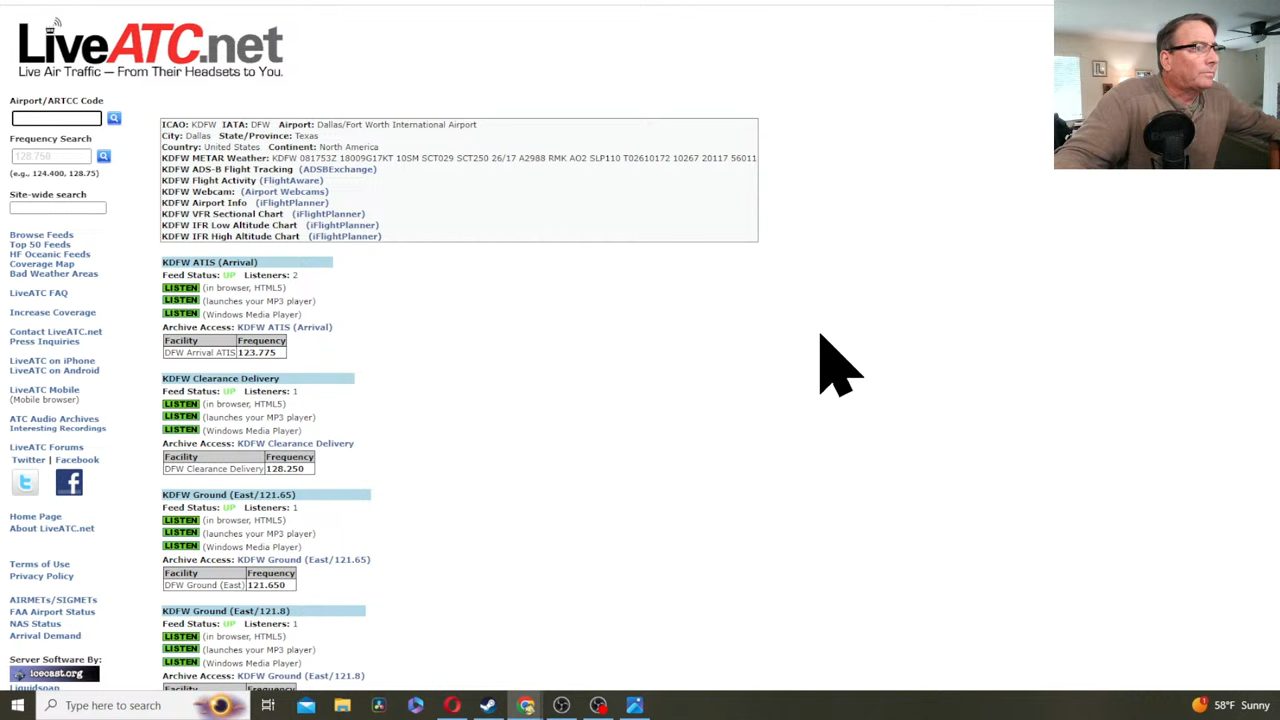 LiveATC.net
Live Air Traffic — From Their Headsets to You.
Airport/ARTCC Code
Frequency Search
128.750
(e.g., 124.400, 128.75)
Site-wide search
Browse Feeds
Top 50 Feeds
HF Oceanic Feeds
Coverage Map
Bad Weather Areas
LiveATC FAQ
Increase Coverage
Contact LiveATC.net
Press Inquiries
LiveATC on iPhone
LiveATC on Android
LiveATC Mobile
(Mobile browser)
ATC Audio Archives
Interesting Recordings
LiveATC Forums
Twitter | Facebook
Home Page
About LiveATC.net
Terms of Use
Privacy Policy
AIRMETs/SIGMETs
FAA Airport Status
NAS Status
Arrival Demand
Server Software By:
icecast.org
Liquidsoap
ICAO: KDFW IATA: DFW Airport: Dallas/Fort Worth International Airport
City: Dallas State/Province: Texas
Country: United States Continent: North America
KDFW METAR Weather: KDFW 081753Z 18009G17KT 10SM SCT029 SCT250 26/17 A2988 RMK AO2 SLP110 T02610172 10267 20117 56011
KDFW ADS-B Flight Tracking (ADSBExchange)
KDFW Flight Activity (FlightAware)
KDFW Webcam: (Airport Webcams)
KDFW Airport Info (iFlightPlanner)
KDFW VFR Sectional Chart (iFlightPlanner)
KDFW IFR Low Altitude Chart (iFlightPlanner)
KDFW IFR High Altitude Chart (iFlightPlanner)
KDFW ATIS (Arrival)
Feed Status: UP Listeners: 2
LISTEN (in browser, HTML5)
LISTEN (launches your MP3 player)
LISTEN (Windows Media Player)
Archive Access: KDFW ATIS (Arrival)
Facility Frequency
DFW Arrival ATIS 123.775
KDFW Clearance Delivery
Feed Status: UP Listeners: 1
LISTEN (in browser, HTML5)
LISTEN (launches your MP3 player)
LISTEN (Windows Media Player)
Archive Access: KDFW Clearance Delivery
Facility Frequency
DFW Clearance Delivery 128.250
KDFW Ground (East/121.65)
Feed Status: UP Listeners: 1
LISTEN (in browser, HTML5)
LISTEN (launches your MP3 player)
LISTEN (Windows Media Player)
Archive Access: KDFW Ground (East/121.65)
Facility Frequency
DFW Ground (East) 121.650
KDFW Ground (East/121.8)
Feed Status: UP Listeners: 1
LISTEN (in browser, HTML5)
LISTEN (launches your MP3 player)
LISTEN (Windows Media Player)
Archive Access: KDFW Ground (East/121.8)
Facility Frequency
Type here to search
58°F Sunny